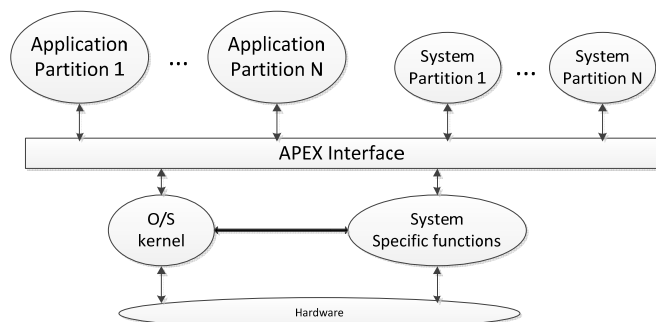 Application
Partition 1
...
Application
Partition N
System
Partition 1
...
System
Partition N
APEX Interface
O/S
kernel
System
Specific functions
Hardware